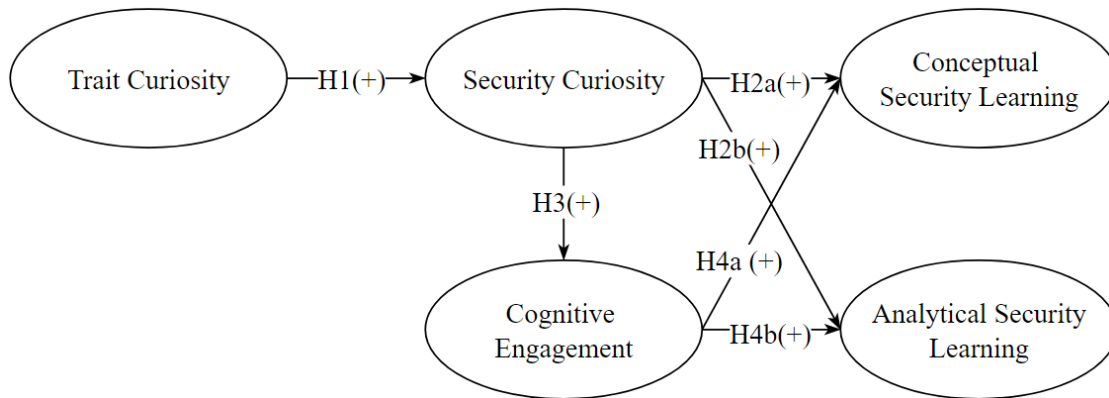 Trait Curiosity
H1(+)
Security Curiosity
H2a(+)
Conceptual
Security Learning
H2b(+)
H3(+)
H4a (+)
Cognitive
Engagement
H4b(+)
Analytical Security
Learning